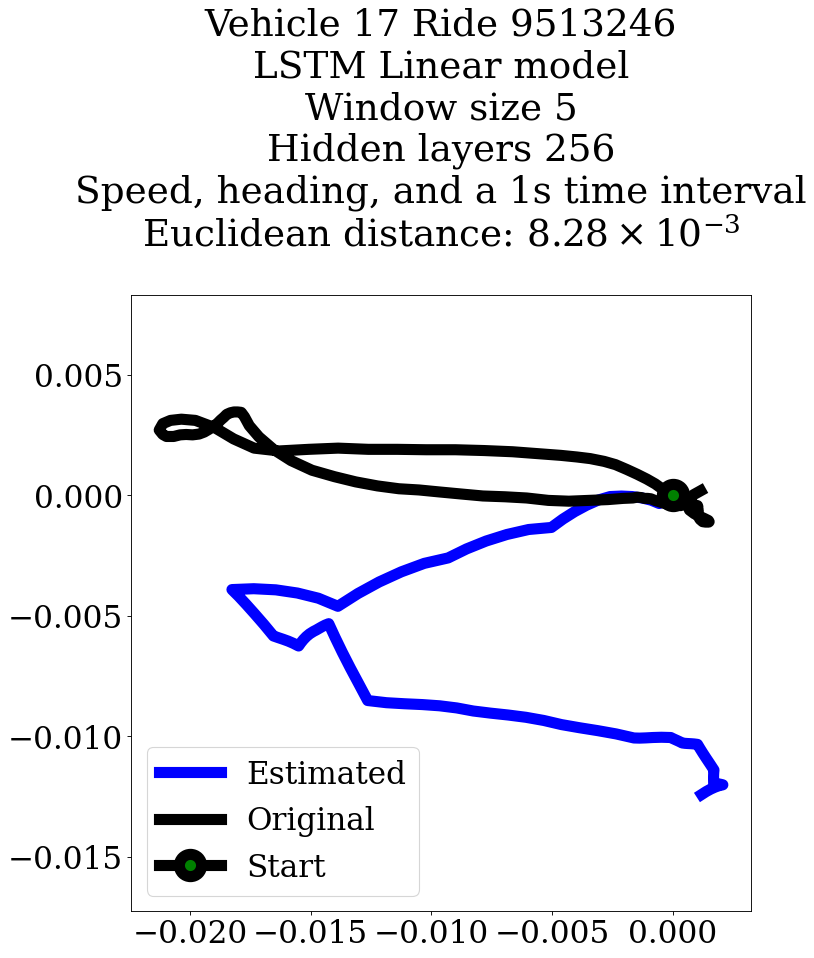 Vehicle 17 Ride 9513246
LSTM Linear model
Window size 5
Hidden layers 256
Speed, heading, and a 1s time interval
Euclidean distance: 8.28 × 10⁻³
0.005
0.000
−0.005
−0.010
−0.015
Estimated
Original
Start
−0.020 −0.015 −0.010 −0.005 0.000